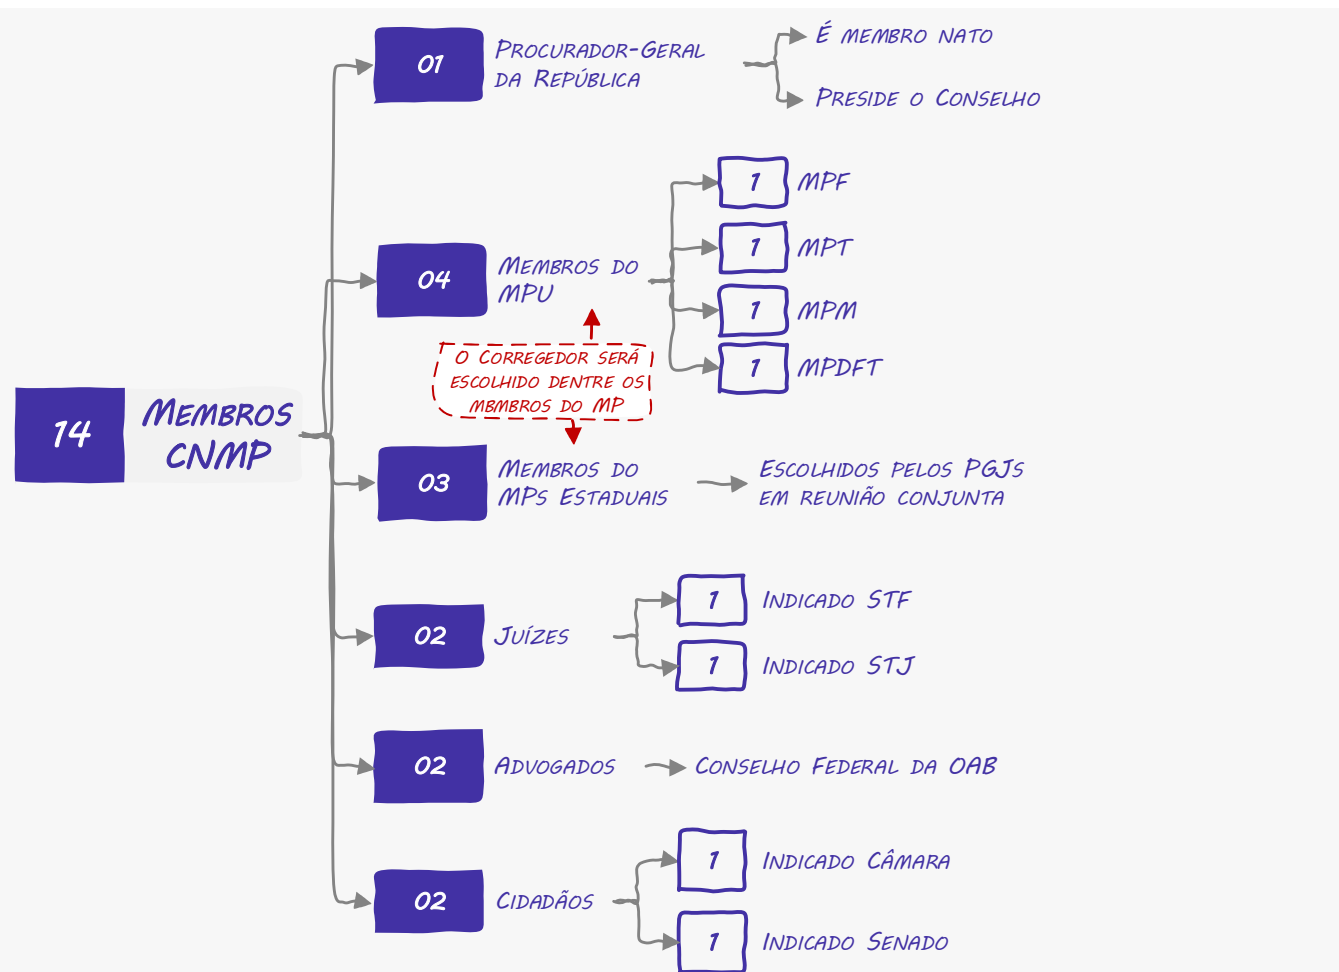 01
Procurador-Geral
da República
É membro nato
Preside o Conselho
04
Membros do
MPU
1
MPF
1
MPT
1
MPM
1
MPDFT
O Corregedor será
escolhido dentre os
mbmbros do MP
14
Membros
CNMP
03
Membros do
MPs Estaduais
Escolhidos pelos PGJs
em reunião conjunta
02
Juízes
1
Indicado STF
1
Indicado STJ
02
Advogados
Conselho Federal da OAB
02
Cidadãos
1
Indicado Câmara
1
Indicado Senado